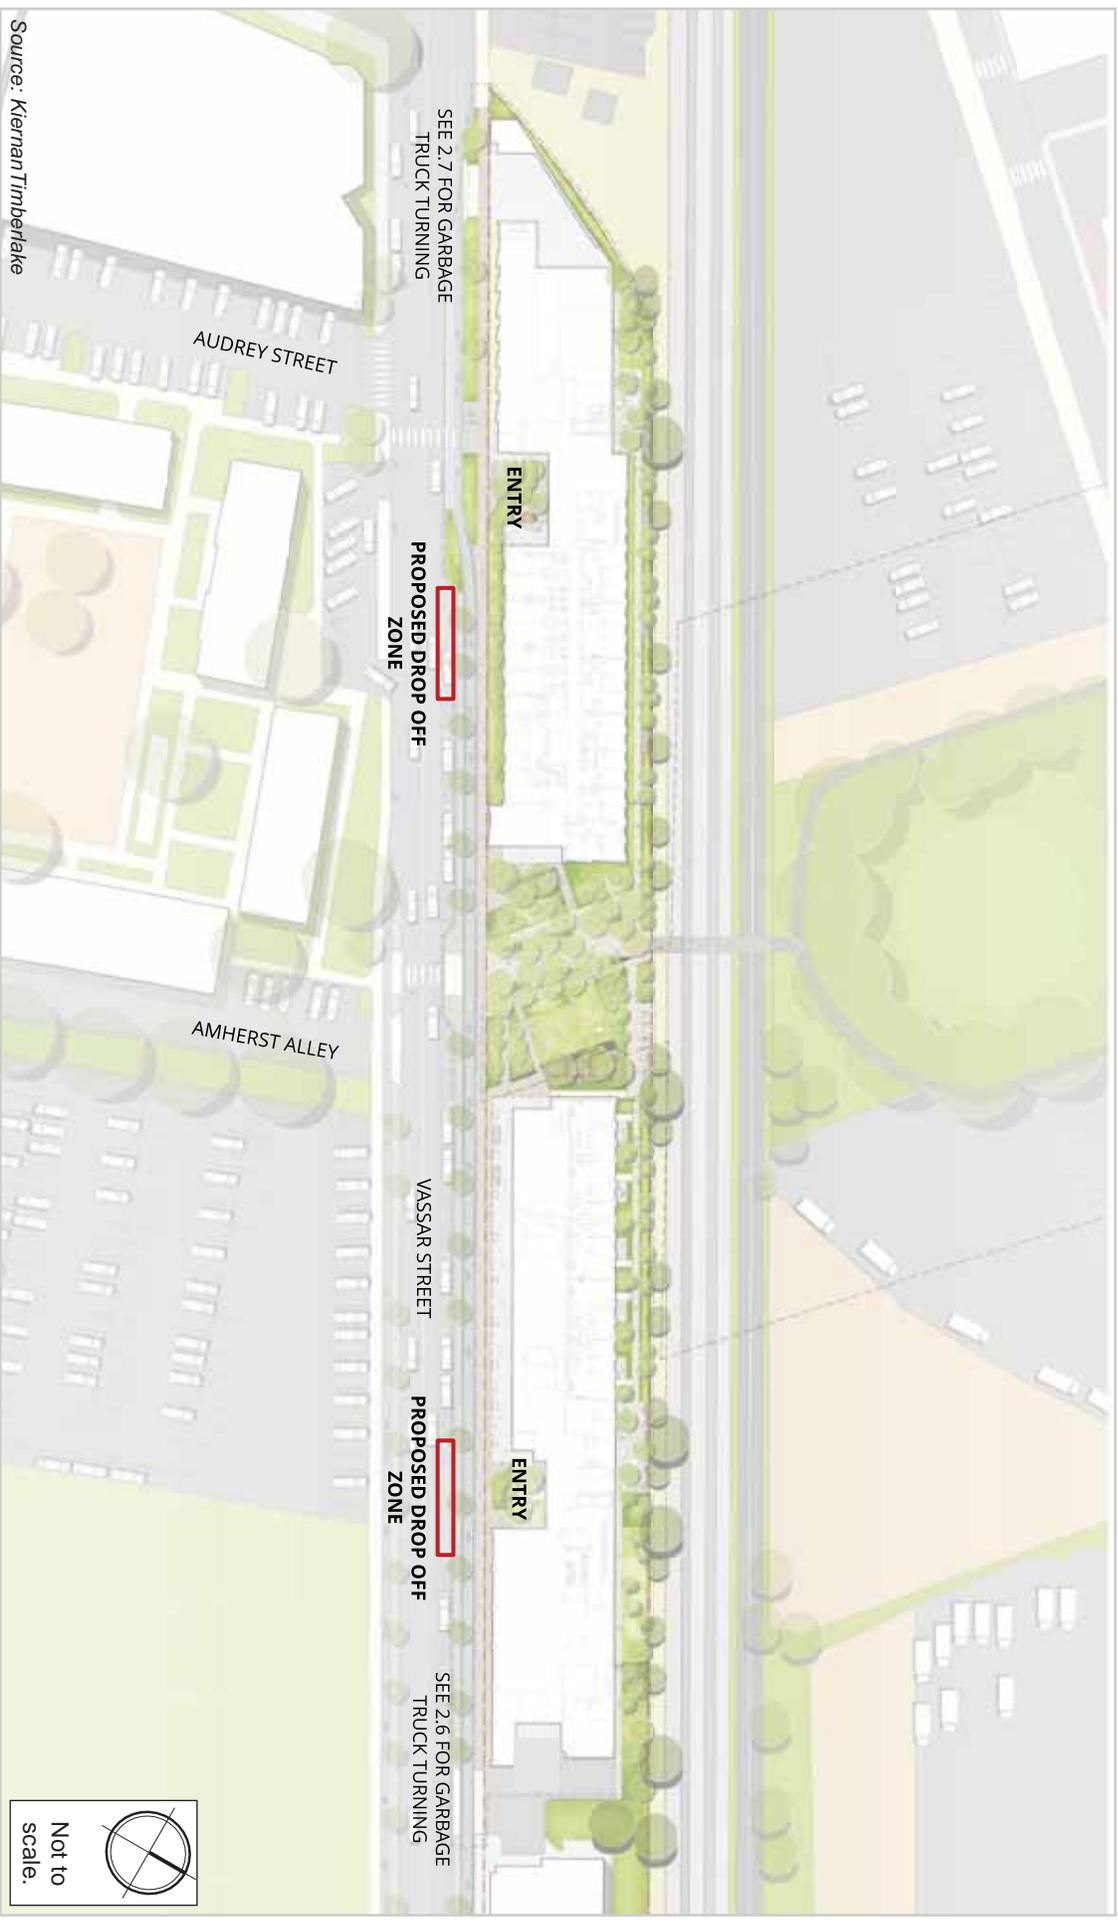 SEE 2.7 FOR GARBAGE
TRUCK TURNING
AUDREY STREET
ENTRY
PROPOSED DROP OFF
ZONE
AMHERST ALLEY
VASSAR STREET
ENTRY
PROPOSED DROP OFF
ZONE
SEE 2.6 FOR GARBAGE
TRUCK TURNING
Source: KiernanTimberlake
Not to
scale.